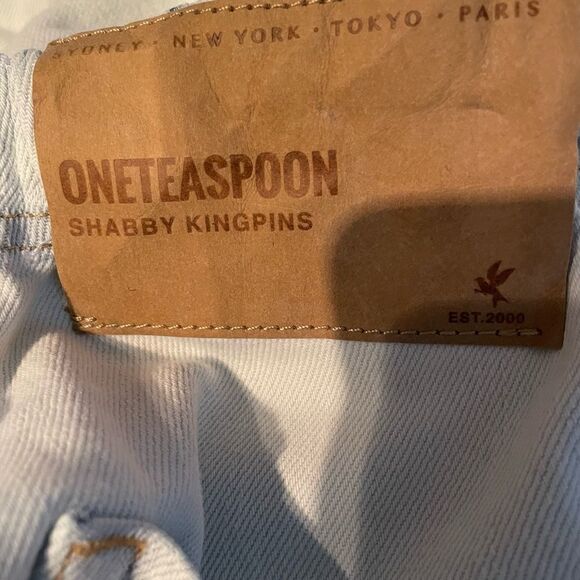 SYDNEY · NEW YORK · TOKYO · PARIS
ONETEASPOON
SHABBY KINGPINS
EST.2000